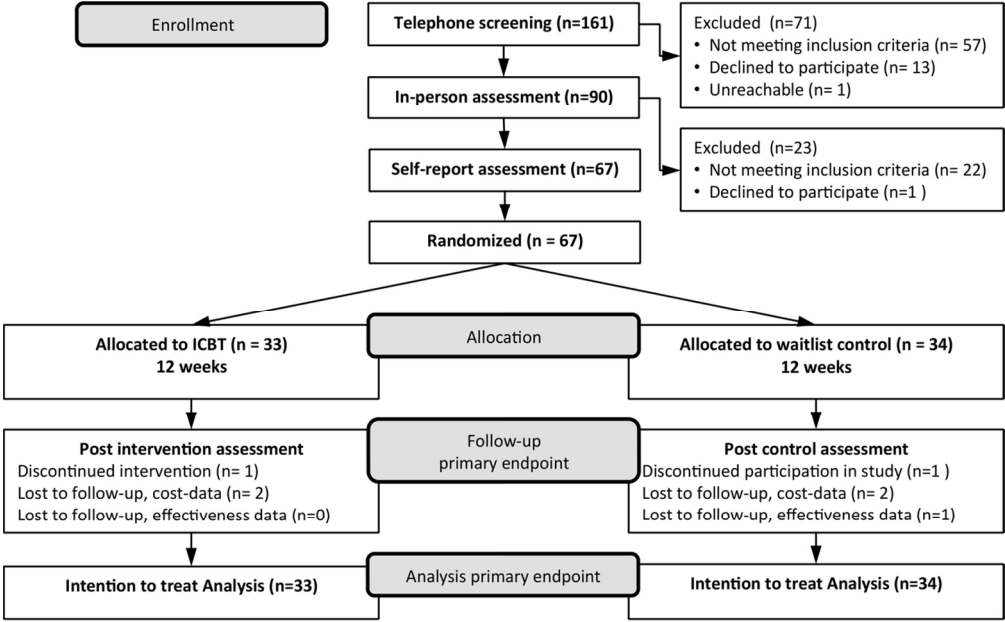 Enrollment
Telephone screening (n=161)
Excluded (n=71)
• Not meeting inclusion criteria (n= 57)
• Declined to participate (n= 13)
• Unreachable (n= 1)
In-person assessment (n=90)
Excluded (n=23)
• Not meeting inclusion criteria (n= 22)
• Declined to participate (n=1 )
Self-report assessment (n=67)
Randomized (n = 67)
Allocation
Allocated to ICBT (n = 33)
12 weeks
Allocated to waitlist control (n = 34)
12 weeks
Follow-up
primary endpoint
Post intervention assessment
Discontinued intervention (n= 1)
Lost to follow-up, cost-data (n= 2)
Lost to follow-up, effectiveness data (n=0)
Post control assessment
Discontinued participation in study (n=1 )
Lost to follow-up, cost-data (n= 2)
Lost to follow-up, effectiveness data (n=1)
Analysis primary endpoint
Intention to treat Analysis (n=33)
Intention to treat Analysis (n=34)